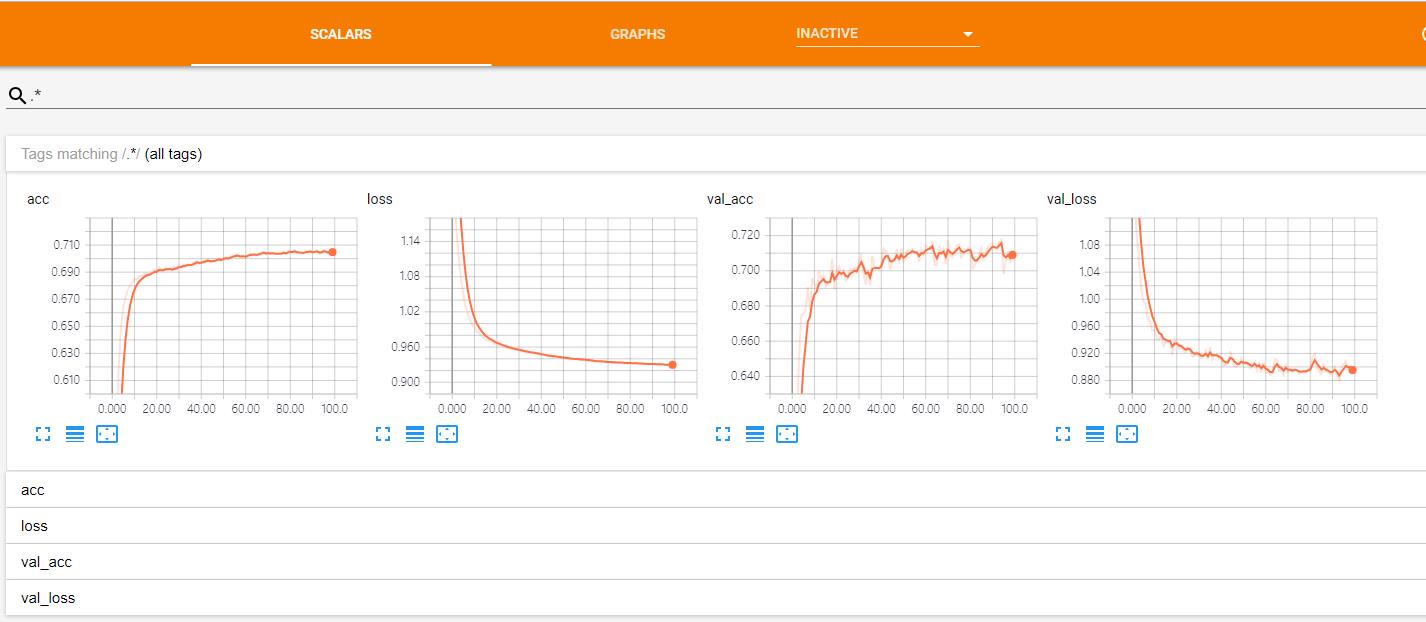 SCALARS GRAPHS INACTIVE
.*
Tags matching /.*/ (all tags)
acc loss val_acc val_loss
0.710
0.690
0.670
0.650
0.630
0.610
0.000 20.00 40.00 60.00 80.00 100.0
1.14
1.08
1.02
0.960
0.900
0.000 20.00 40.00 60.00 80.00 100.0
0.720
0.700
0.680
0.660
0.640
0.000 20.00 40.00 60.00 80.00 100.0
1.08
1.04
1.00
0.960
0.920
0.880
0.000 20.00 40.00 60.00 80.00 100.0
acc
loss
val_acc
val_loss